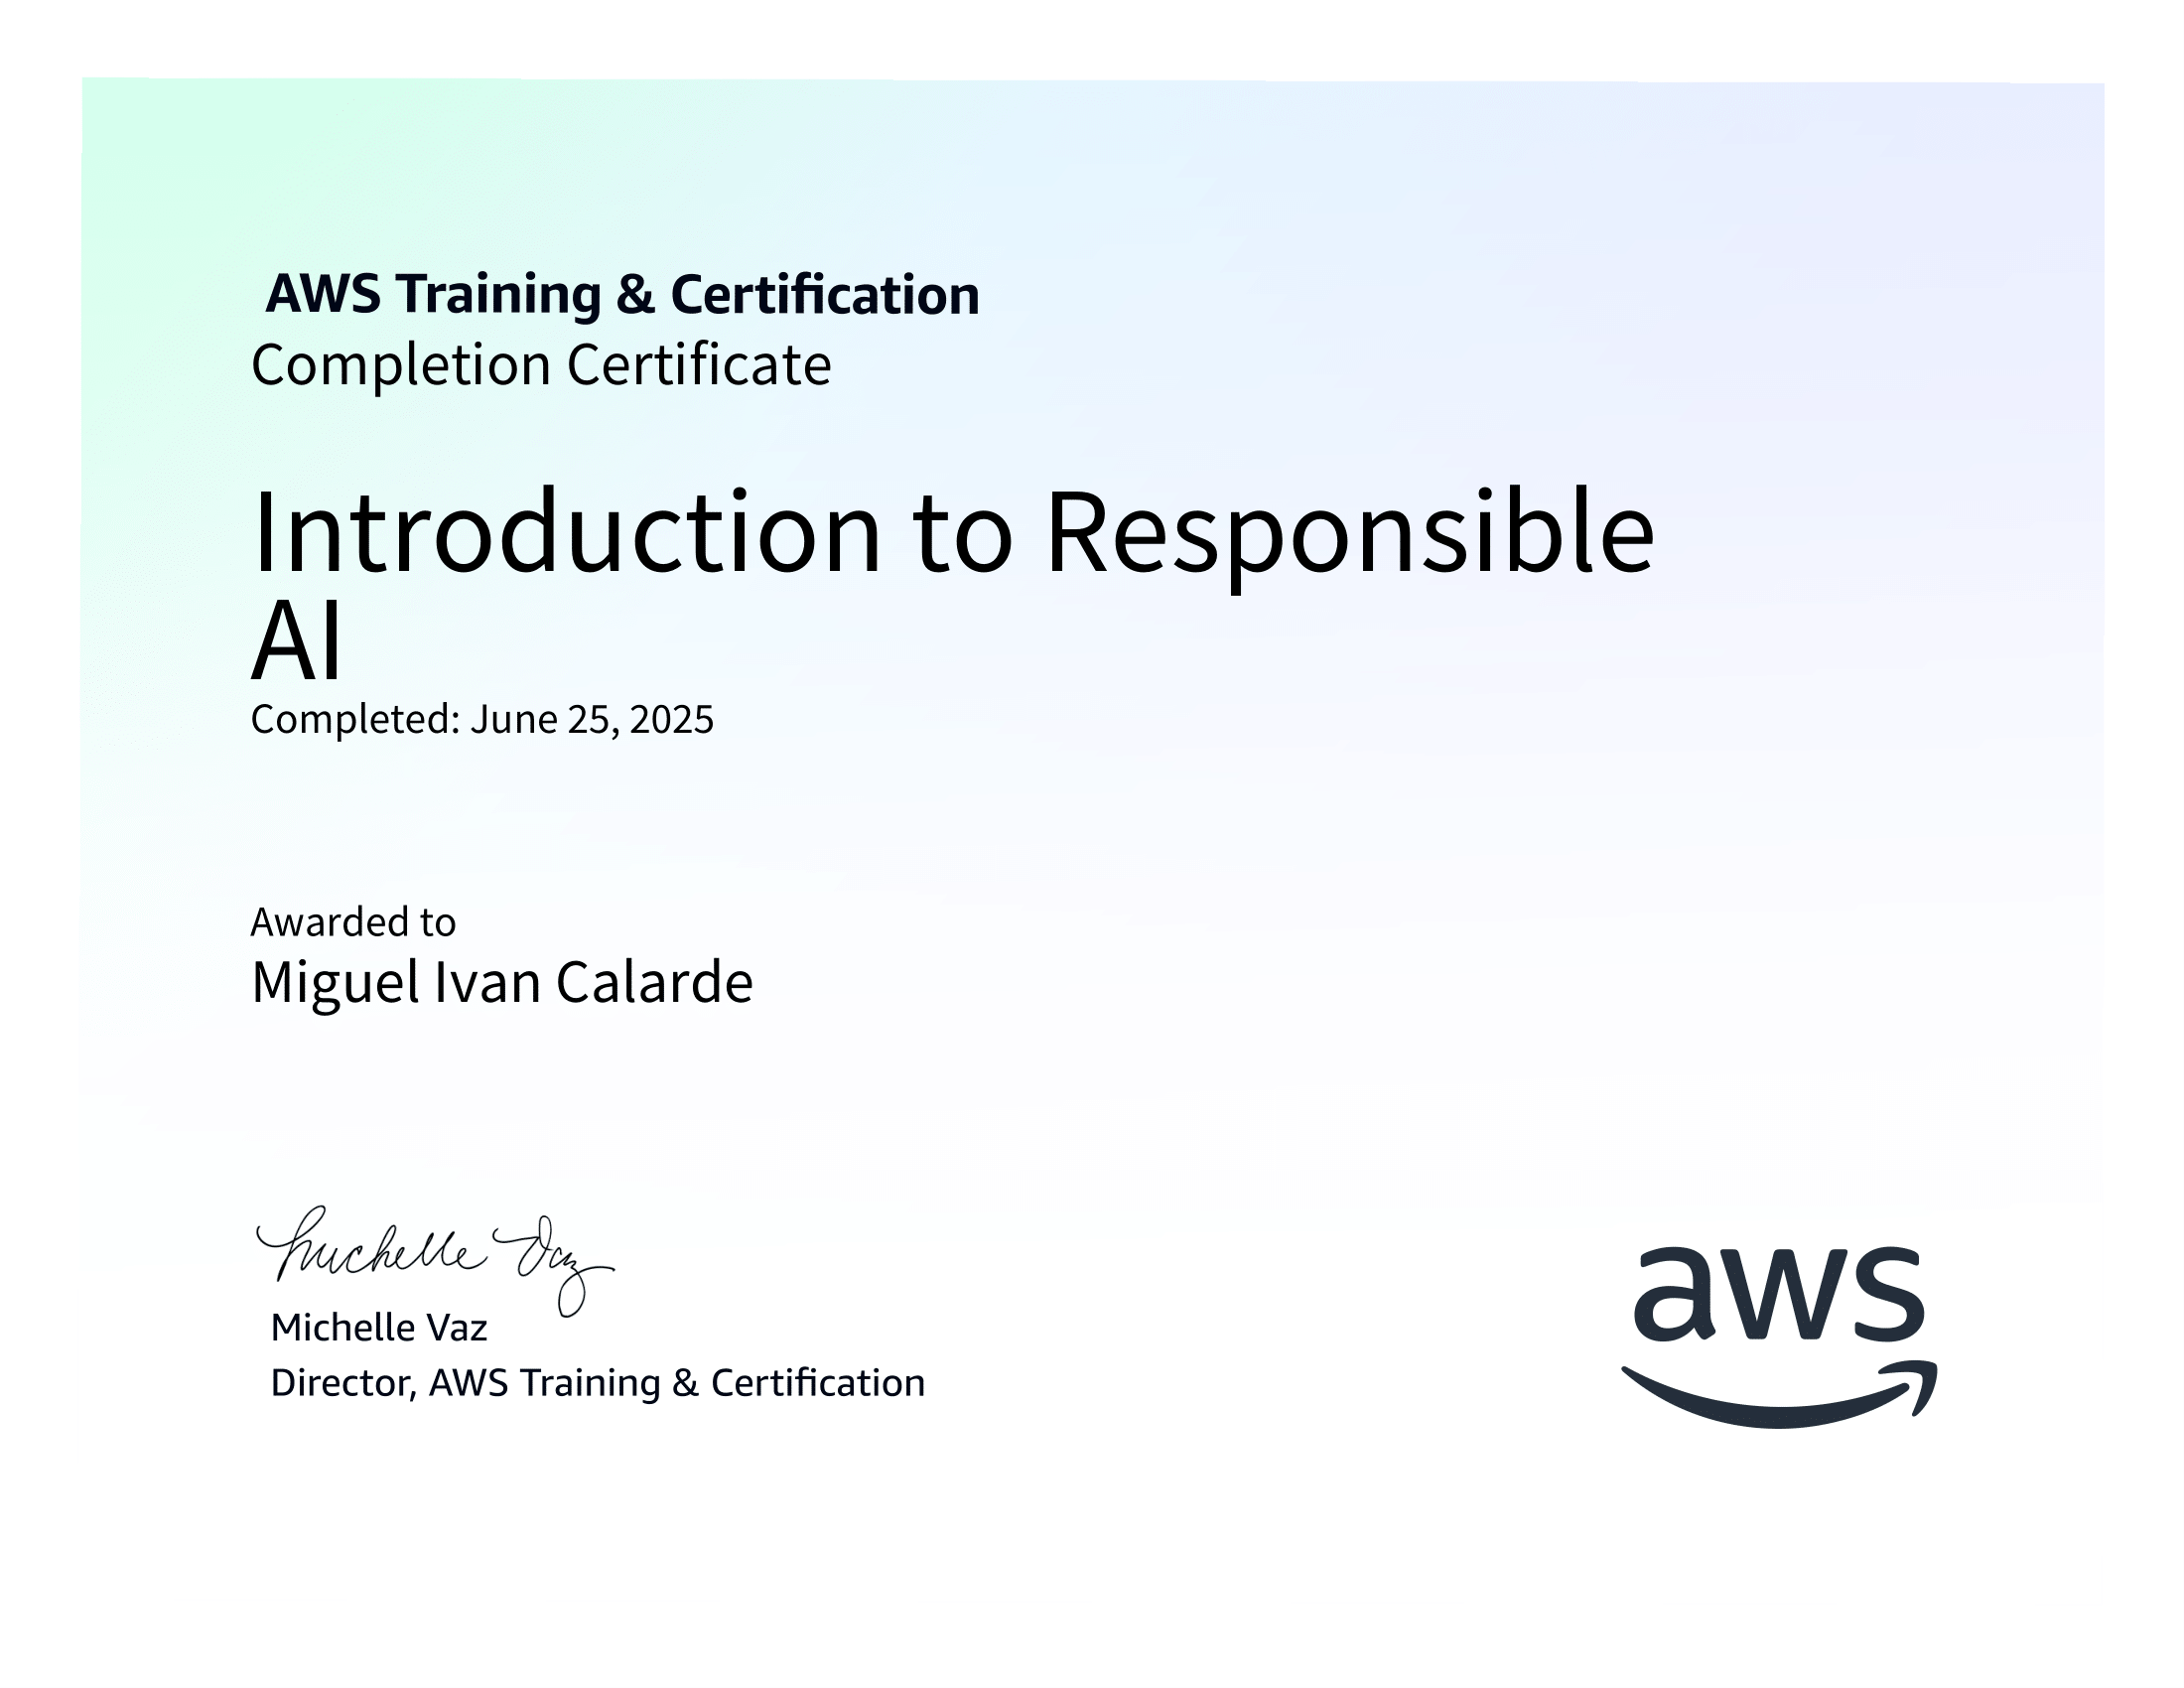 AWS Training & Certification
Completion Certificate
Introduction to Responsible
AI
Completed: June 25, 2025
Awarded to
Miguel Ivan Calarde
Michelle Vaz
Michelle Vaz
Director, AWS Training & Certification
aws